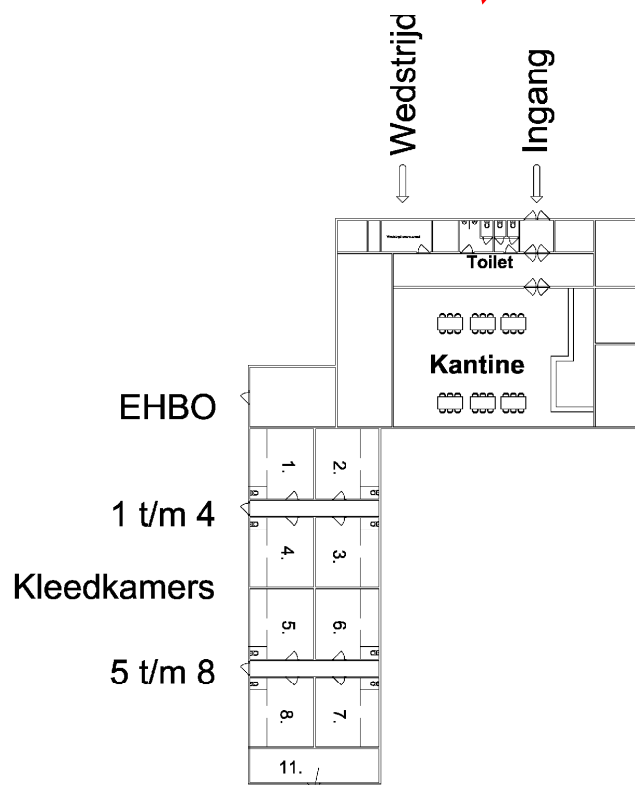 Wedstrijd
Ingang
Toilet
Kantine
EHBO
1.
2.
1 t/m 4
4.
3.
Kleedkamers
5.
6.
5 t/m 8
8.
7.
11.